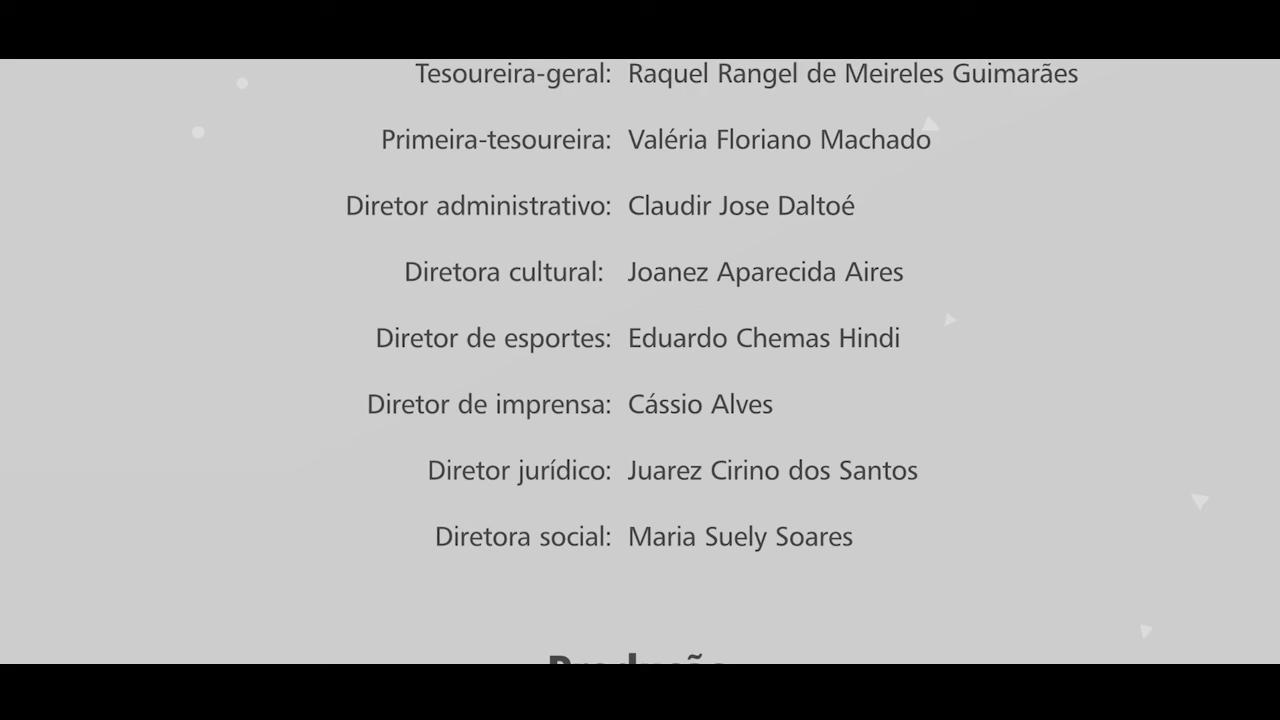 Tesoureira-geral: Raquel Rangel de Meireles Guimarães
Primeira-tesoureira: Valéria Floriano Machado
Diretor administrativo: Claudir Jose Daltoé
Diretora cultural: Joanez Aparecida Aires
Diretor de esportes: Eduardo Chemas Hindi
Diretor de imprensa: Cássio Alves
Diretor jurídico: Juarez Cirino dos Santos
Diretora social: Maria Suely Soares
Produção